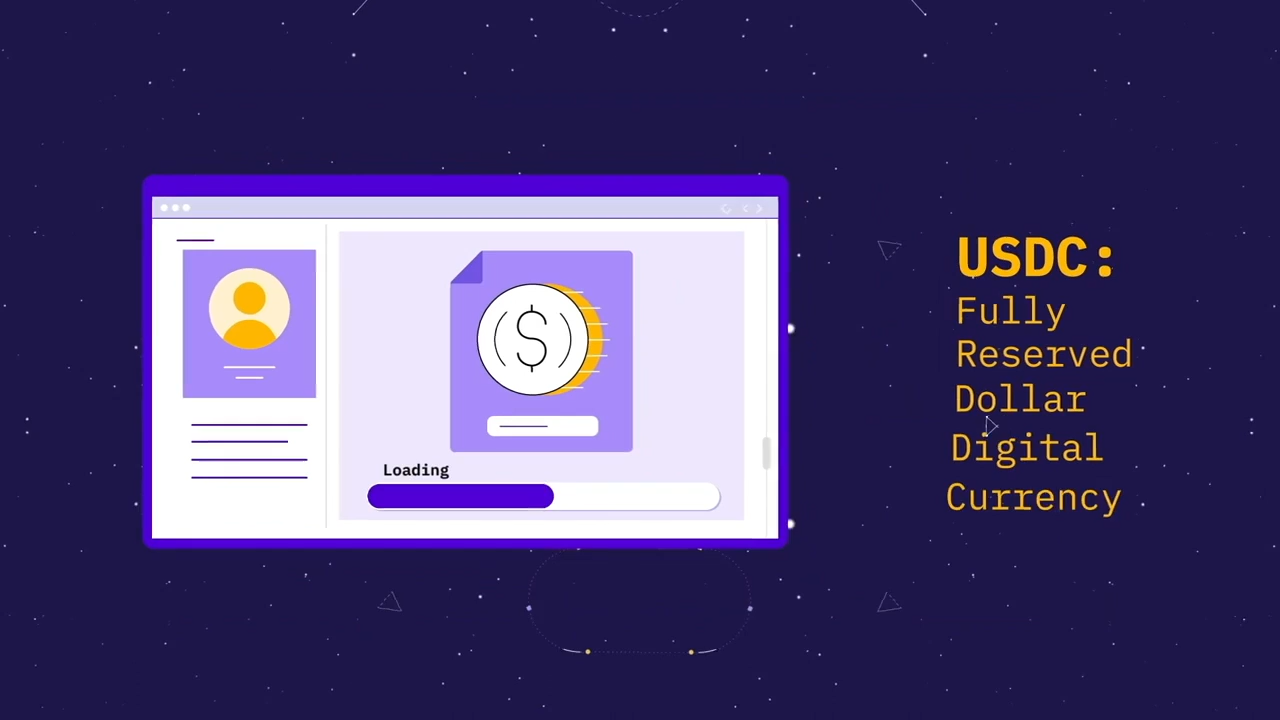 USDC:
Fully
Reserved
Dollar
Digital
Currency
Loading